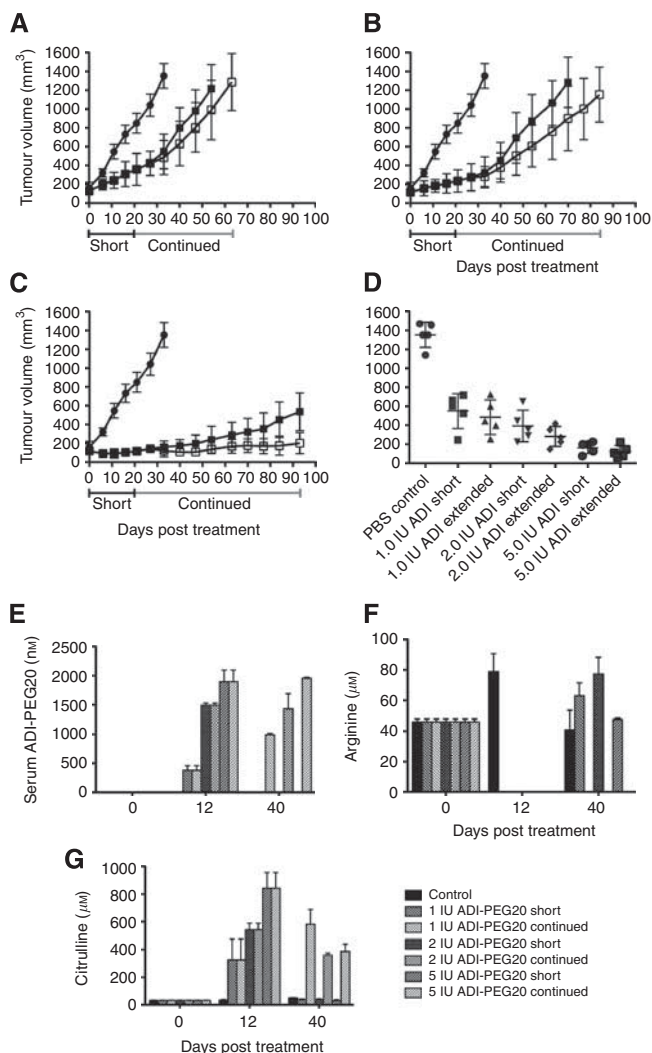 A
B
1600
1400
1200
1000
800
600
400
200
0
Tumour volume (mm³)
0 10 20 30 40 50 60 70 80 90 100
Short Continued
1600
1400
1200
1000
800
600
400
200
0
0 10 20 30 40 50 60 70 80 90 100
Short Continued
Days post treatment
C
D
1600
1400
1200
1000
800
600
400
200
0
Tumour volume (mm³)
0 10 20 30 40 50 60 70 80 90 100
Short Continued
Days post treatment
1600
1400
1200
1000
800
600
400
200
0
PBS control
1.0 IU ADI short
1.0 IU ADI extended
2.0 IU ADI short
2.0 IU ADI extended
5.0 IU ADI short
5.0 IU ADI extended
E
F
2500
2000
1500
1000
500
0
Serum ADI-PEG20 (nM)
0 12 40
100
80
60
40
20
0
Arginine (μM)
0 12 40
Days post treatment
G
1000
800
600
400
200
0
Citrulline (μM)
0 12 40
Days post treatment
Control
1 IU ADI-PEG20 short
1 IU ADI-PEG20 continued
2 IU ADI-PEG20 short
2 IU ADI-PEG20 continued
5 IU ADI-PEG20 short
5 IU ADI-PEG20 continued